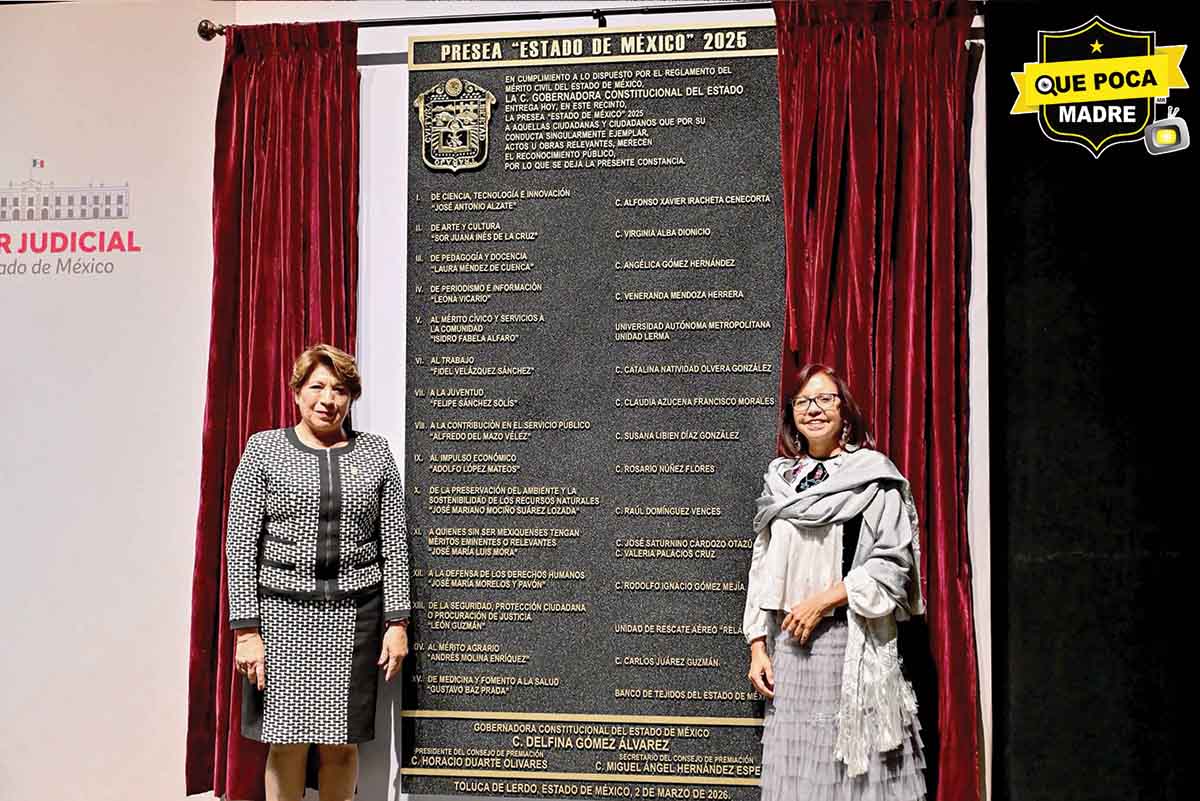 QUE POCA
MADRE
R JUDICIAL
ado de México
PRESEA "ESTADO DE MÉXICO" 2025
EN CUMPLIMIENTO A LO DISPUESTO POR EL REGLAMENTO DEL
MÉRITO CIVIL DEL ESTADO DE MÉXICO,
LA C. GOBERNADORA CONSTITUCIONAL DEL ESTADO
ENTREGA HOY, EN ESTE RECINTO,
LA PRESEA "ESTADO DE MÉXICO" 2025
A AQUELLAS CIUDADANAS Y CIUDADANOS QUE POR SU
CONDUCTA SINGULARMENTE EJEMPLAR,
ACTOS U OBRAS RELEVANTES, MERECEN
EL RECONOCIMIENTO PÚBLICO,
POR LO QUE SE DEJA LA PRESENTE CONSTANCIA.
I. DE CIENCIA, TECNOLOGÍA E INNOVACIÓN
"JOSÉ ANTONIO ALZATE"
C. ALFONSO XAVIER IRACHETA CENECORTA
II. DE ARTE Y CULTURA
"SOR JUANA INÉS DE LA CRUZ"
C. VIRGINIA ALBA DIONICIO
III. DE PEDAGOGÍA Y DOCENCIA
"LAURA MÉNDEZ DE CUENCA"
C. ANGÉLICA GÓMEZ HERNÁNDEZ
IV. DE PERIODISMO E INFORMACIÓN
"LEONA VICARIO"
C. VENERANDA MENDOZA HERRERA
V. AL MÉRITO CÍVICO Y SERVICIOS A
LA COMUNIDAD
"ISIDRO FABELA ALFARO"
UNIVERSIDAD AUTÓNOMA METROPOLITANA
UNIDAD LERMA
VI. AL TRABAJO
"FIDEL VELÁZQUEZ SÁNCHEZ"
C. CATALINA NATIVIDAD OLVERA GONZÁLEZ
VII. A LA JUVENTUD
"FELIPE SÁNCHEZ SOLÍS"
C. CLAUDIA AZUCENA FRANCISCO MORALES
VIII. A LA CONTRIBUCIÓN EN EL SERVICIO PÚBLICO
"ALFREDO DEL MAZO VÉLEZ"
C. SUSANA LIBIEN DÍAZ GONZÁLEZ
IX. AL IMPULSO ECONÓMICO
"ADOLFO LÓPEZ MATEOS"
C. ROSARIO NÚÑEZ FLORES
X. DE LA PRESERVACIÓN DEL AMBIENTE Y LA
SOSTENIBILIDAD DE LOS RECURSOS NATURALES
"JOSÉ MARIANO MOCIÑO SUÁREZ LOZADA"
C. RAÚL DOMÍNGUEZ VENCES
XI. A QUIENES SIN SER MEXIQUENSES TENGAN
MÉRITOS EMINENTES O RELEVANTES
"JOSÉ MARÍA LUIS MORA"
C. JOSÉ SATURNINO CARDOZO OTAZÚ
C. VALERIA PALACIOS CRUZ
XII. A LA DEFENSA DE LOS DERECHOS HUMANOS
"JOSÉ MARÍA MORELOS Y PAVÓN"
C. RODOLFO IGNACIO GÓMEZ MEJÍA
XIII. DE LA SEGURIDAD, PROTECCIÓN CIUDADANA
O PROCURACIÓN DE JUSTICIA
"LEÓN GUZMÁN"
UNIDAD DE RESCATE AÉREO "RELÁ
XIV. AL MÉRITO AGRARIO
"ANDRÉS MOLINA ENRÍQUEZ"
C. CARLOS JUÁREZ GUZMÁN
XV. DE MEDICINA Y FOMENTO A LA SALUD
"GUSTAVO BAZ PRADA"
BANCO DE TEJIDOS DEL ESTADO DE MÉXI
GOBERNADORA CONSTITUCIONAL DEL ESTADO DE MÉXICO
C. DELFINA GÓMEZ ÁLVAREZ
PRESIDENTE DEL CONSEJO DE PREMIACIÓN
C. HORACIO DUARTE OLIVARES
SECRETARIO DEL CONSEJO DE PREMIACIÓN
C. MIGUEL ÁNGEL HERNÁNDEZ ESPE
TOLUCA DE LERDO, ESTADO DE MÉXICO, 2 DE MARZO DE 2026.